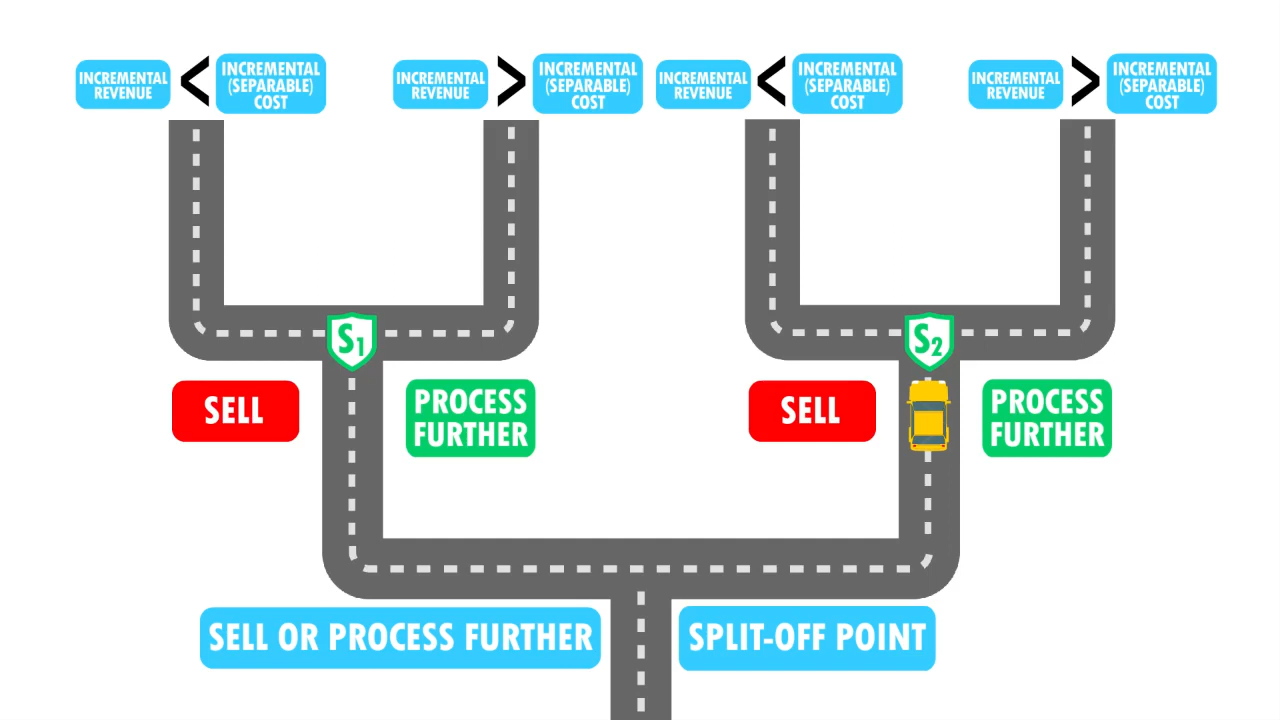 INCREMENTAL
REVENUE
<
INCREMENTAL
(SEPARABLE)
COST
INCREMENTAL
REVENUE
>
INCREMENTAL
(SEPARABLE)
COST
INCREMENTAL
REVENUE
<
INCREMENTAL
(SEPARABLE)
COST
INCREMENTAL
REVENUE
>
INCREMENTAL
(SEPARABLE)
COST
S1
S2
SELL
PROCESS
FURTHER
SELL
PROCESS
FURTHER
SELL OR PROCESS FURTHER
SPLIT-OFF POINT